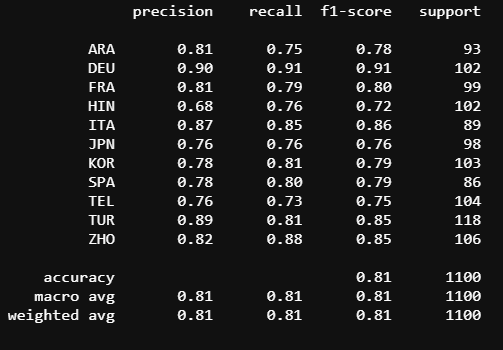 precision recall f1-score support
ARA 0.81 0.75 0.78 93
DEU 0.90 0.91 0.91 102
FRA 0.81 0.79 0.80 99
HIN 0.68 0.76 0.72 102
ITA 0.87 0.85 0.86 89
JPN 0.76 0.76 0.76 98
KOR 0.78 0.81 0.79 103
SPA 0.78 0.80 0.79 86
TEL 0.76 0.73 0.75 104
TUR 0.89 0.81 0.85 118
ZHO 0.82 0.88 0.85 106
accuracy 0.81 1100
macro avg 0.81 0.81 0.81 1100
weighted avg 0.81 0.81 0.81 1100